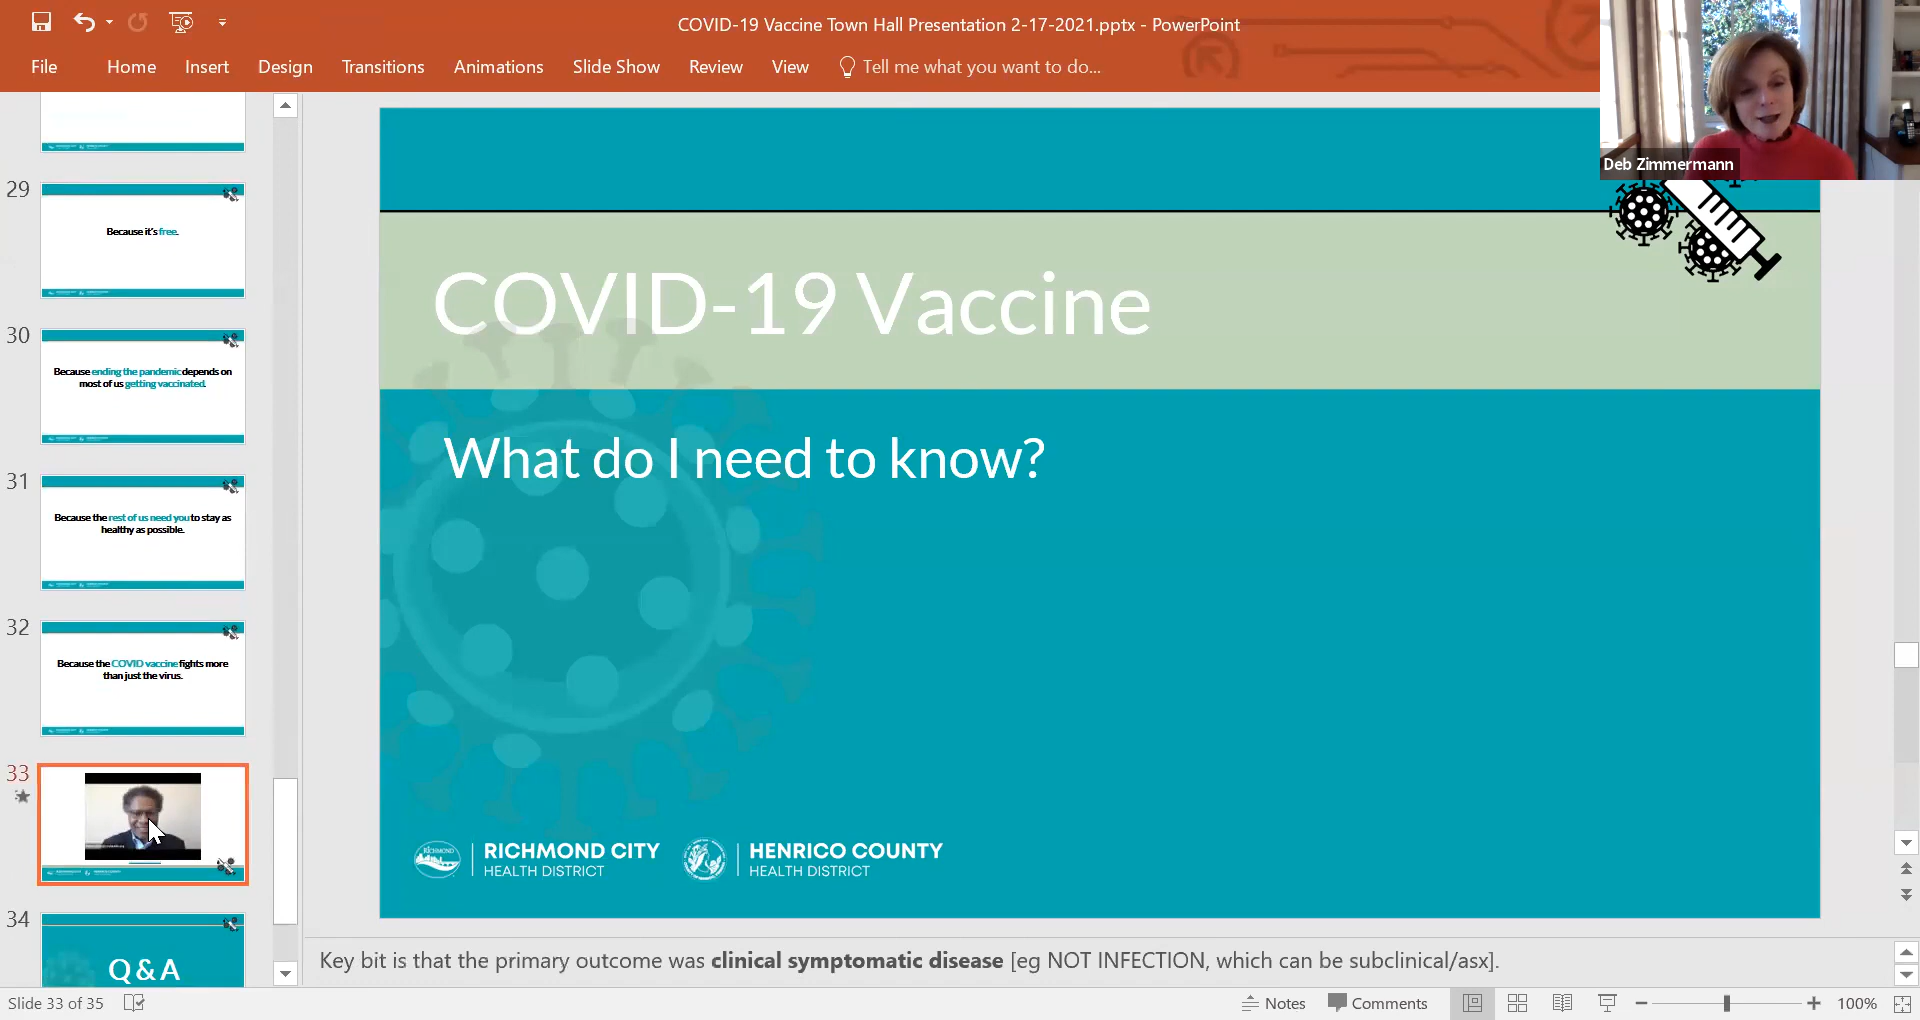 COVID-19 Vaccine Town Hall Presentation 2-17-2021.pptx - PowerPoint
File Home Insert Design Transitions Animations Slide Show Review View Tell me what you want to do...
Deb Zimmermann
29
Because it's free.
30
Because ending the pandemic depends on
most of us getting vaccinated.
31
Because the rest of us need you to stay as
healthy as possible.
32
Because the COVID vaccine fights more
than just the virus.
33
34
Q & A
COVID-19 Vaccine
What do I need to know?
RICHMOND CITY
HEALTH DISTRICT
HENRICO COUNTY
HEALTH DISTRICT
Key bit is that the primary outcome was clinical symptomatic disease [eg NOT INFECTION, which can be subclinical/asx].
Slide 33 of 35 Notes Comments 100%